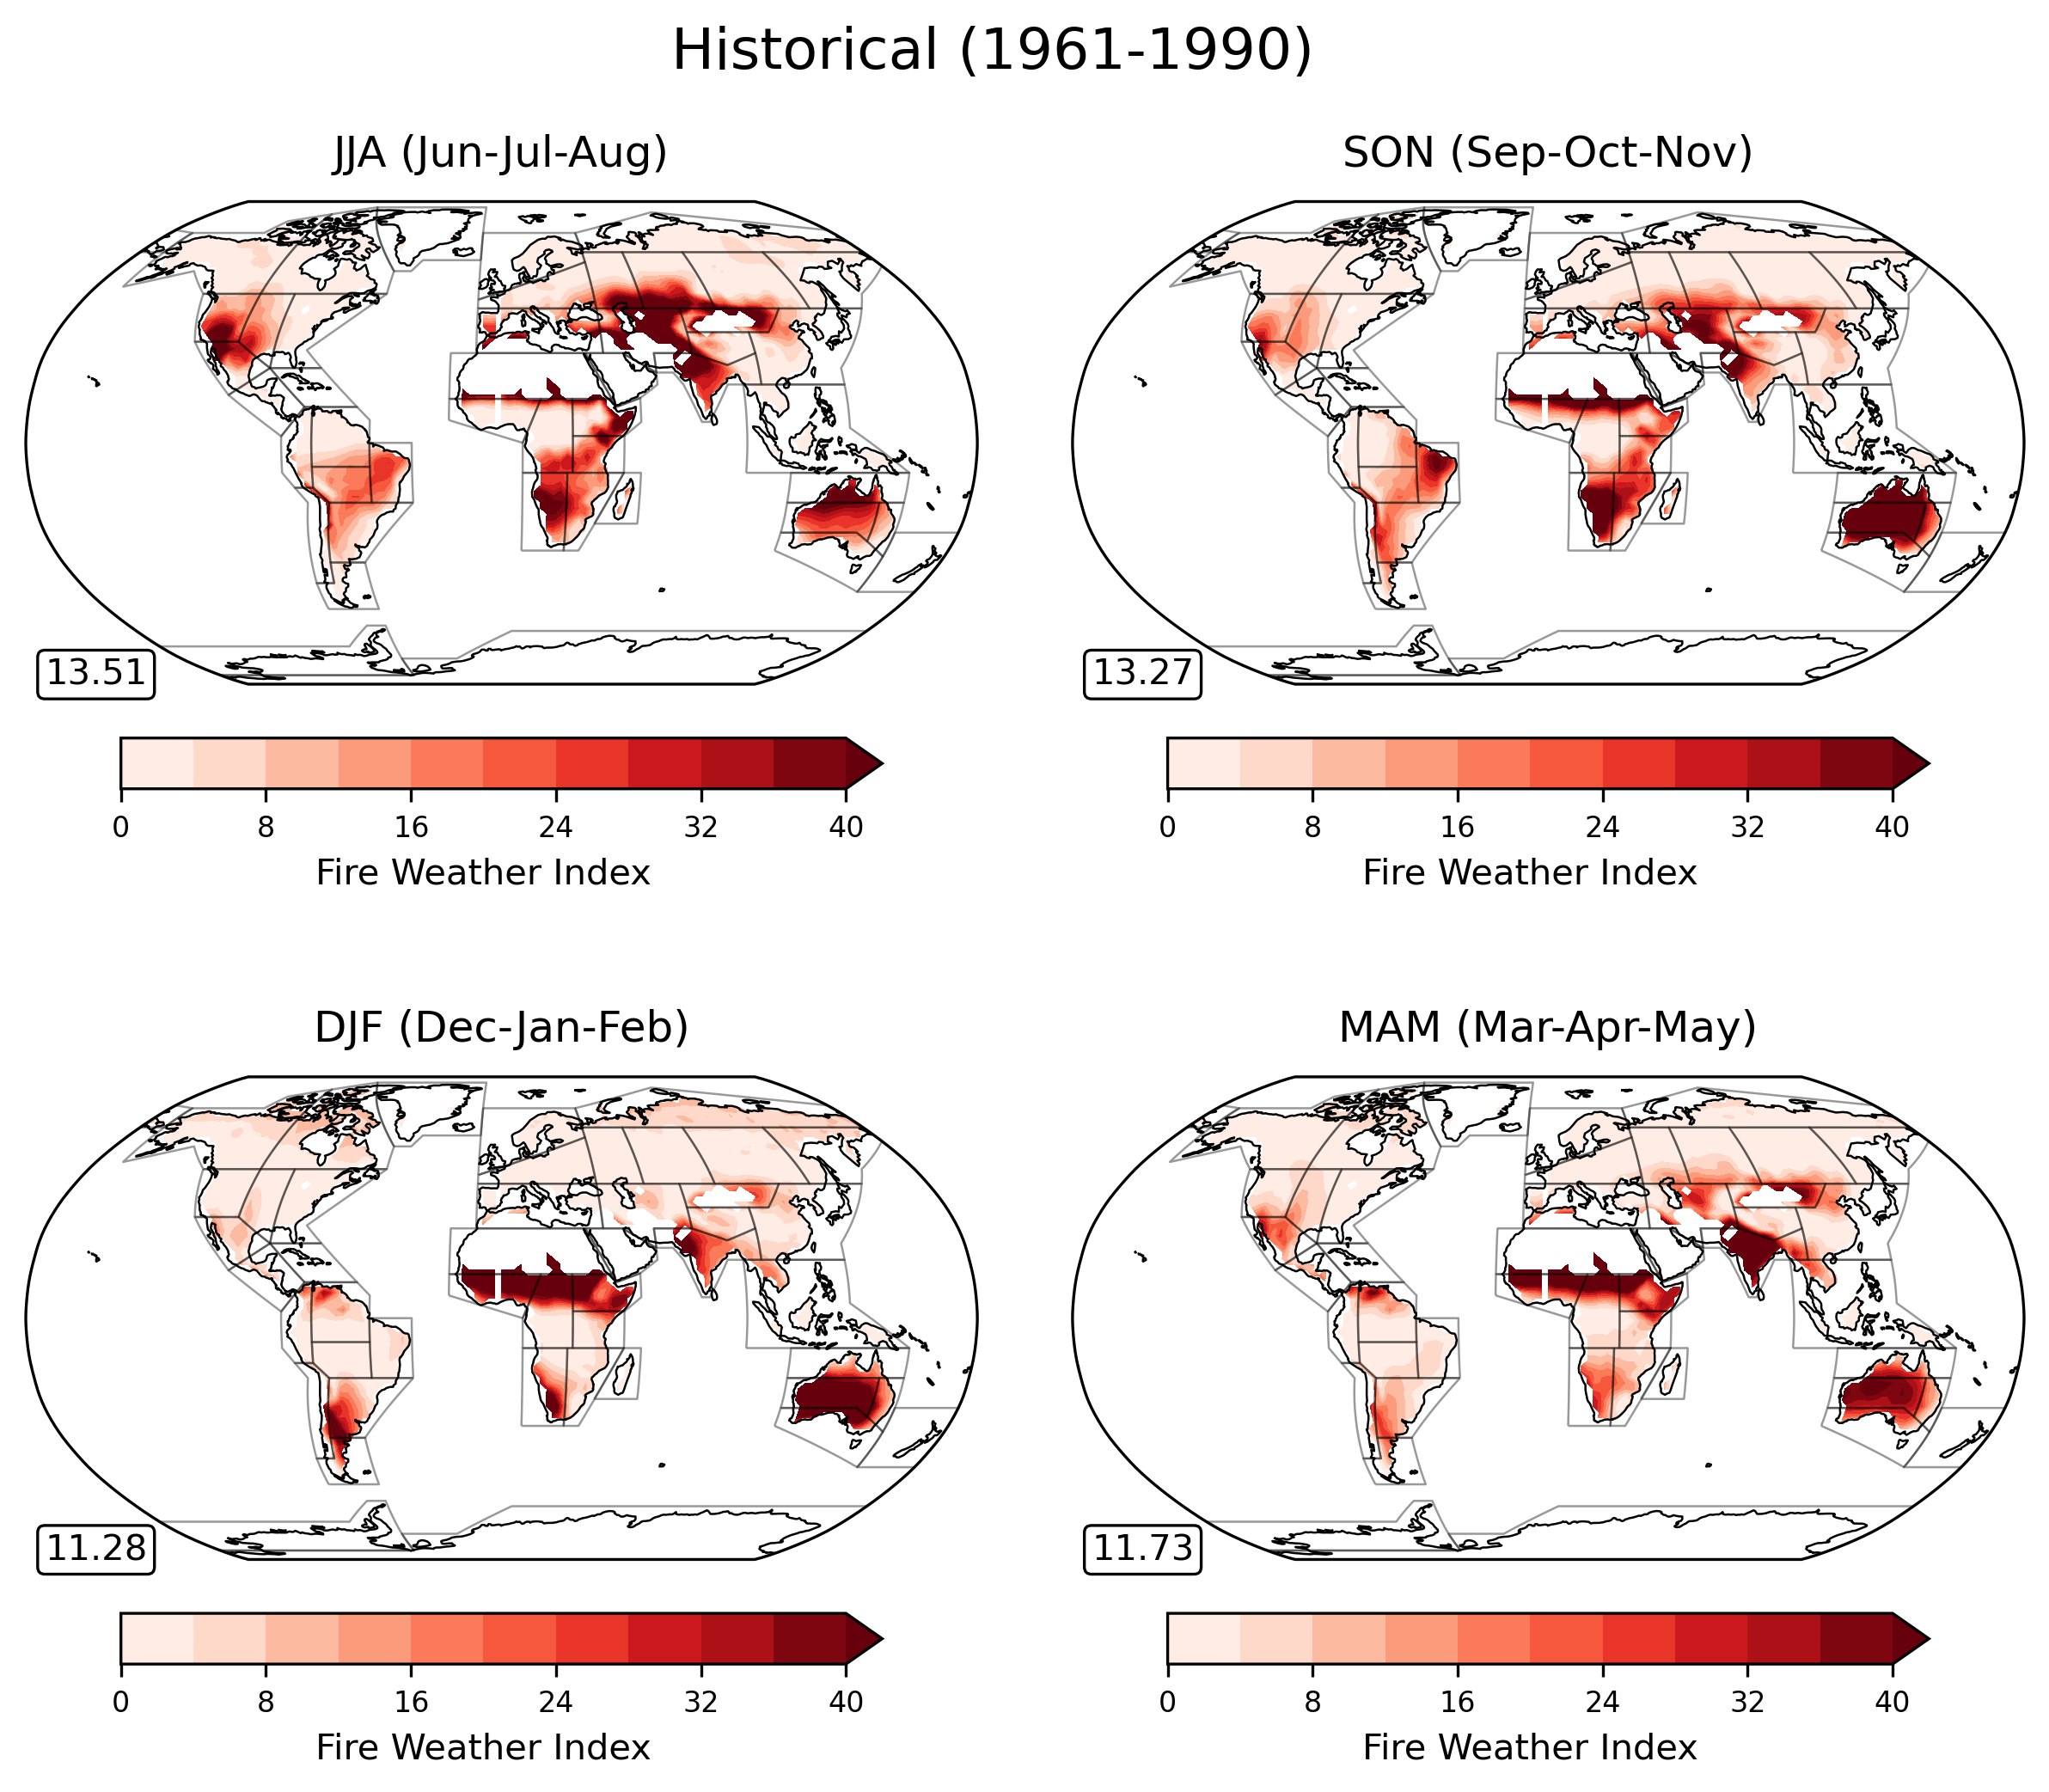 Historical (1961-1990)
JJA (Jun-Jul-Aug)
13.51
0 8 16 24 32 40
Fire Weather Index
SON (Sep-Oct-Nov)
13.27
0 8 16 24 32 40
Fire Weather Index
DJF (Dec-Jan-Feb)
11.28
0 8 16 24 32 40
Fire Weather Index
MAM (Mar-Apr-May)
11.73
0 8 16 24 32 40
Fire Weather Index